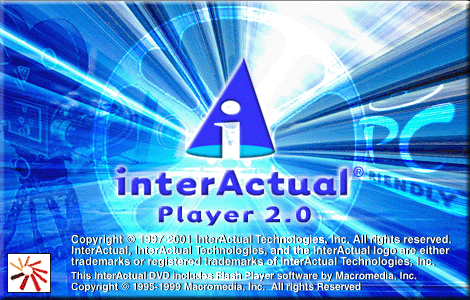 i
interActual®
Player 2.0
PC
FRIENDLY
Copyright © 1997-2001 InterActual Technologies, Inc. All rights reserved.
InterActual, InterActual Technologies, and the InterActual logo are either
trademarks or registered trademarks of InterActual Technologies, Inc.
This InterActual DVD includes Flash Player software by Macromedia, Inc.
Copyright © 1995-1999 Macromedia, Inc. All rights Reserved